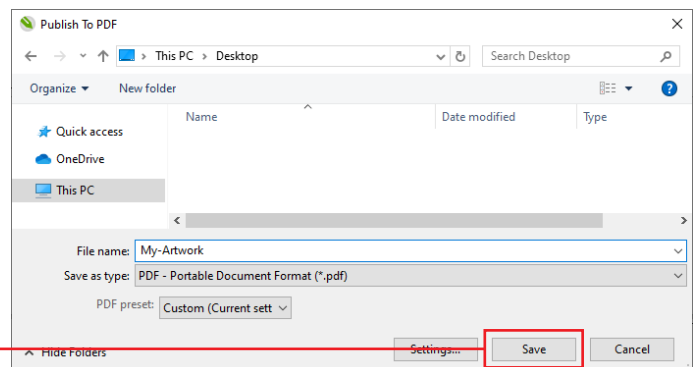 Publish To PDF
This PC > Desktop
Search Desktop
Organize
New folder
Name
Date modified
Type
Quick access
OneDrive
This PC
File name: My-Artwork
Save as type: PDF - Portable Document Format (*.pdf)
PDF preset: Custom (Current sett
Hide Folders
Settings...
Save
Cancel